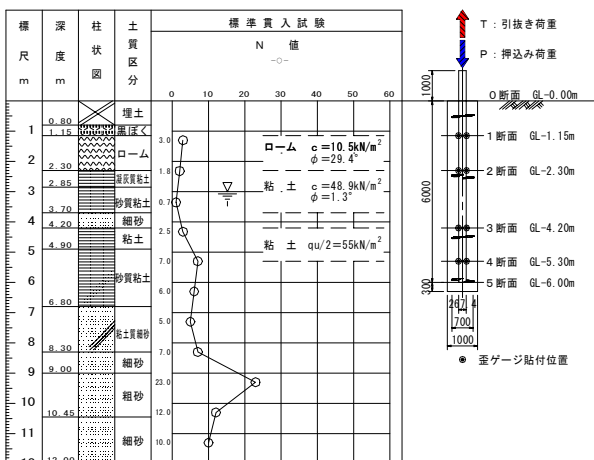 標尺m
深度m
柱状図
土質区分
標準貫入試験
N 値
-○-
0 10 20 30 40 50 60
0.80 埋土
1 1.15 黒ぼく
3.0
ローム c=10.5kN/m²
φ=29.4°
ローム
2 2.30
1.8
凝灰質粘土
2.85
粘土 c=48.9kN/m²
φ=1.3°
3
砂質粘土
0.7
3.70
細砂
4 4.20
2.5
粘土
粘土 qu/2=55kN/m²
4.90
5
7.0
砂質粘土
6
6.0
6.80
7
5.0
粘土質細砂
8 8.30
7.0
細砂
9 9.00
23.0
粗砂
10 10.45
12.0
11
細砂
10.0
T:引抜き荷重
P:押込み荷重
1000
0断面 GL-0.00m
1断面 GL-1.15m
2断面 GL-2.30m
6000
3断面 GL-4.20m
4断面 GL-5.30m
5断面 GL-6.00m
300
267.4
700
1000
歪ゲージ貼付位置